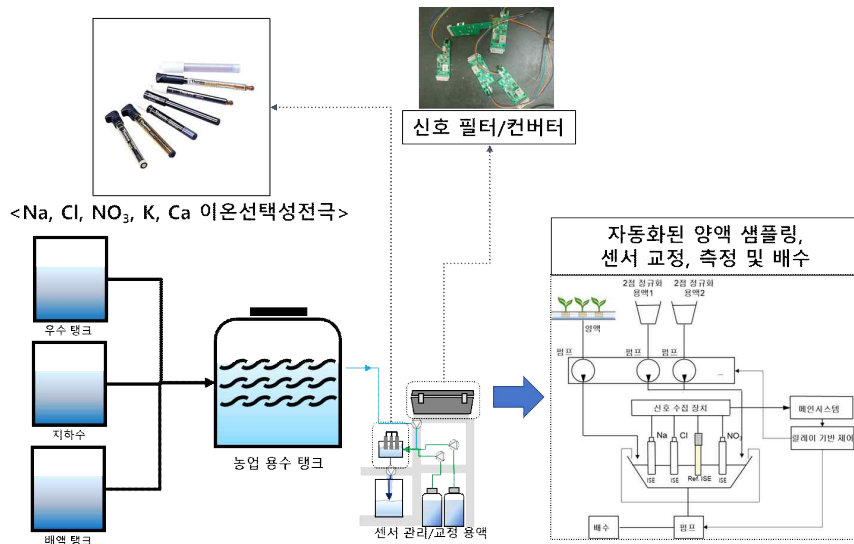 신호 필터/컨버터
<Na, Cl, NO₃, K, Ca 이온선택성전극>
우수 탱크
지하수
배액 탱크
농업 용수 탱크
센서 관리/교정 용액
자동화된 양액 샘플링,
센서 교정, 측정 및 배수
2점 정규화
용액1
2점 정규화
용액2
양액
펌프
펌프
펌프
...
신호 수집 장치
메인시스템
릴레이 기반 제어
Na
Cl
NO₃
ISE
ISE
Ref. ISE
ISE
배수
펌프